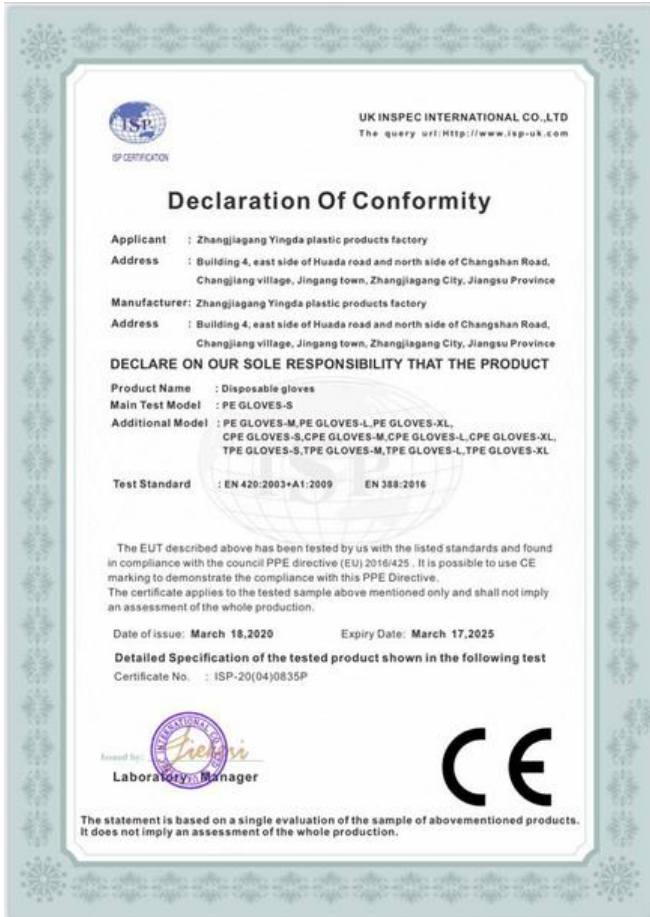 ISP
ISP CERTIFICATION
UK INSPEC INTERNATIONAL CO.,LTD
The query url:Http://www.isp-uk.com
Declaration Of Conformity
Applicant : Zhangjiagang Yingda plastic products factory
Address : Building 4, east side of Huada road and north side of Changshan Road,
Changjiang village, Jingang town, Zhangjiagang City, Jiangsu Province
Manufacturer: Zhangjiagang Yingda plastic products factory
Address : Building 4, east side of Huada road and north side of Changshan Road,
Changjiang village, Jingang town, Zhangjiagang City, Jiangsu Province
DECLARE ON OUR SOLE RESPONSIBILITY THAT THE PRODUCT
Product Name : Disposable gloves
Main Test Model : PE GLOVES-S
Additional Model : PE GLOVES-M,PE GLOVES-L,PE GLOVES-XL,
CPE GLOVES-S,CPE GLOVES-M,CPE GLOVES-L,CPE GLOVES-XL,
TPE GLOVES-S,TPE GLOVES-M,TPE GLOVES-L,TPE GLOVES-XL
ISP
Test Standard : EN 420:2003+A1:2009 EN 388:2016
The EUT described above has been tested by us with the listed standards and found
in compliance with the council PPE directive (EU) 2016/425 . It is possible to use CE
marking to demonstrate the compliance with this PPE Directive.
The certificate applies to the tested sample above mentioned only and shall not imply
an assessment of the whole production.
Date of issue: March 18,2020 Expiry Date: March 17,2025
Detailed Specification of the tested product shown in the following test
Certificate No. : ISP-20(04)0835P
Issued by:
Laboratory Manager
CE
The statement is based on a single evaluation of the sample of abovementioned products.
It does not imply an assessment of the whole production.